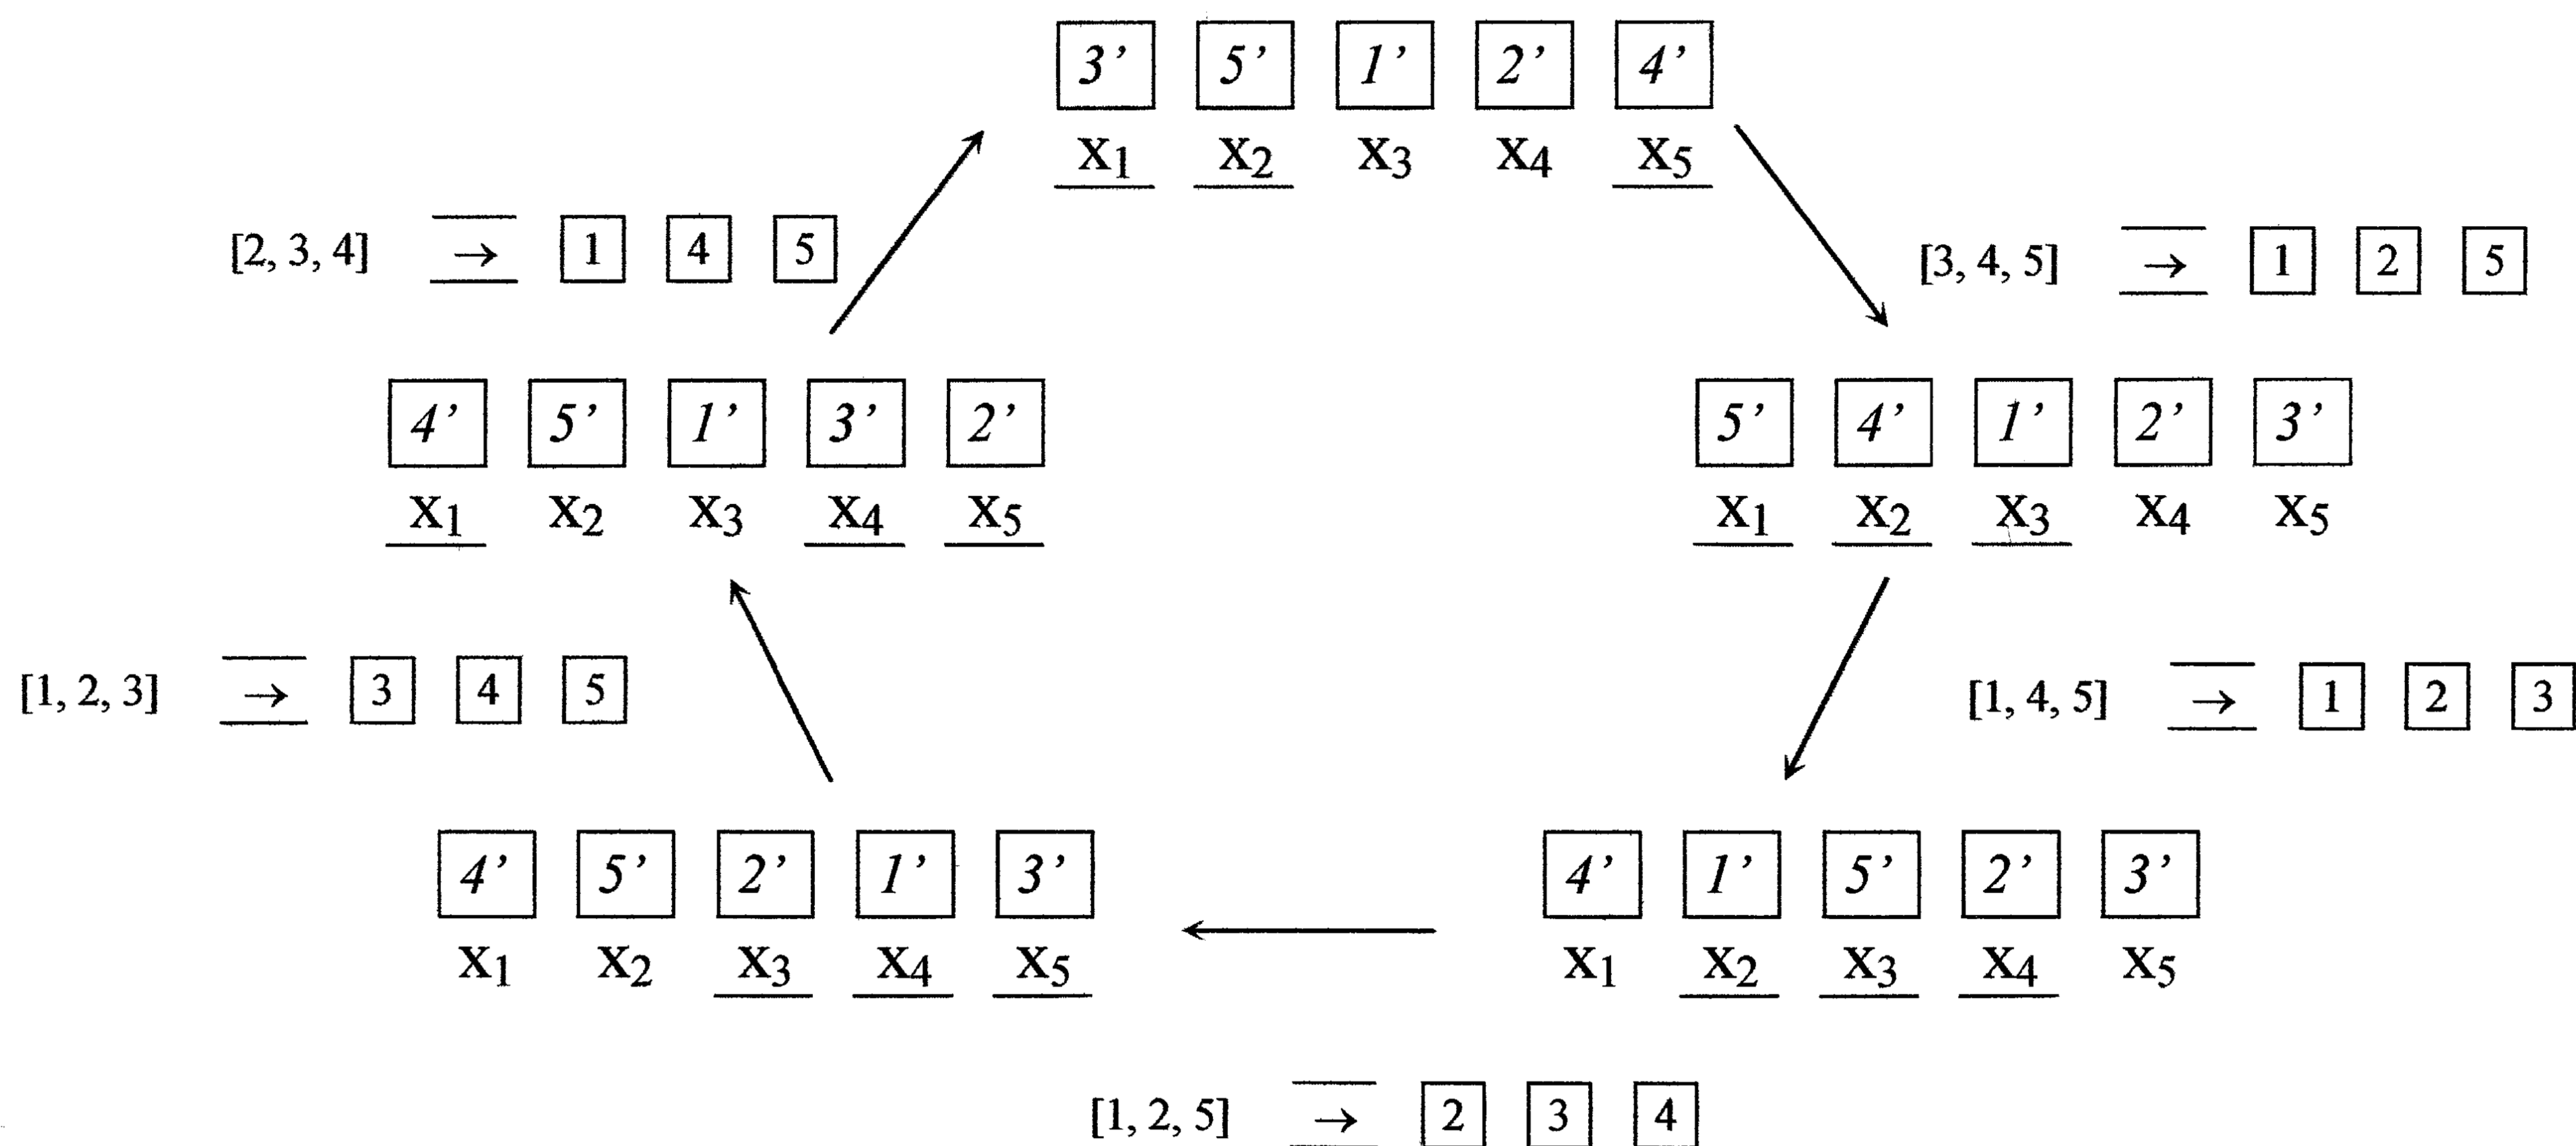 3’ 5’ 1’ 2’ 4’
x1 x2 x3 x4 x5
[2, 3, 4] → 1 4 5
[3, 4, 5] → 1 2 5
4’ 5’ 1’ 3’ 2’
x1 x2 x3 x4 x5
5’ 4’ 1’ 2’ 3’
x1 x2 x3 x4 x5
[1, 2, 3] → 3 4 5
[1, 4, 5] → 1 2 3
4’ 5’ 2’ 1’ 3’
x1 x2 x3 x4 x5
4’ 1’ 5’ 2’ 3’
x1 x2 x3 x4 x5
[1, 2, 5] → 2 3 4